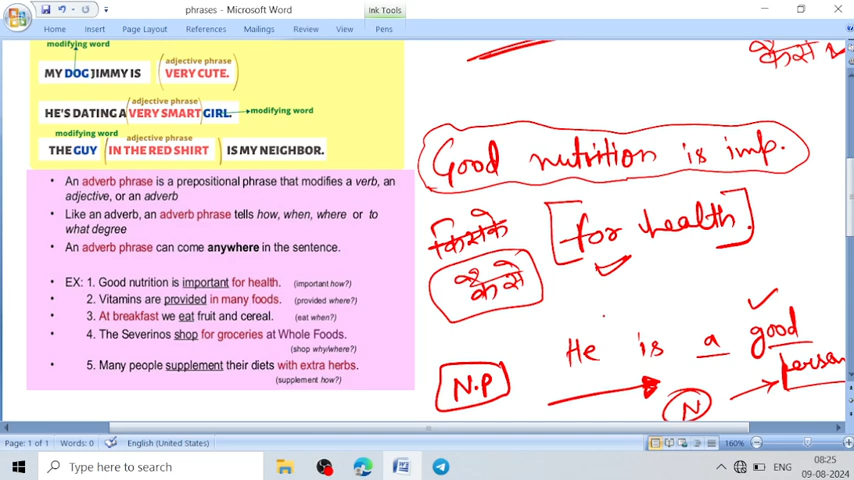 phrases - Microsoft Word
Ink Tools
Home Insert Page Layout References Mailings Review View Pens
modifying word
MY DOG JIMMY IS
adjective phrase
VERY CUTE.
adjective phrase
HE'S DATING A VERY SMART GIRL.
modifying word
modifying word
adjective phrase
THE GUY IN THE RED SHIRT IS MY NEIGHBOR.
• An adverb phrase is a prepositional phrase that modifies a verb, an
adjective, or an adverb
• Like an adverb, an adverb phrase tells how, when, where or to
what degree
• An adverb phrase can come anywhere in the sentence.
• EX: 1. Good nutrition is important for health. (important how?)
• 2. Vitamins are provided in many foods. (provided where?)
• 3. At breakfast we eat fruit and cereal. (eat when?)
• 4. The Severinos shop for groceries at Whole Foods.
(shop why/where?)
• 5. Many people supplement their diets with extra herbs.
(supplement how?)
कैसे
Good nutrition is imp.
किसके
[for health.]
कैसे
He is a good
person
N.P
N
Page: 1 of 1 Words: 0 English (United States) 160%
Type here to search
ENG
08:25
09-08-2024